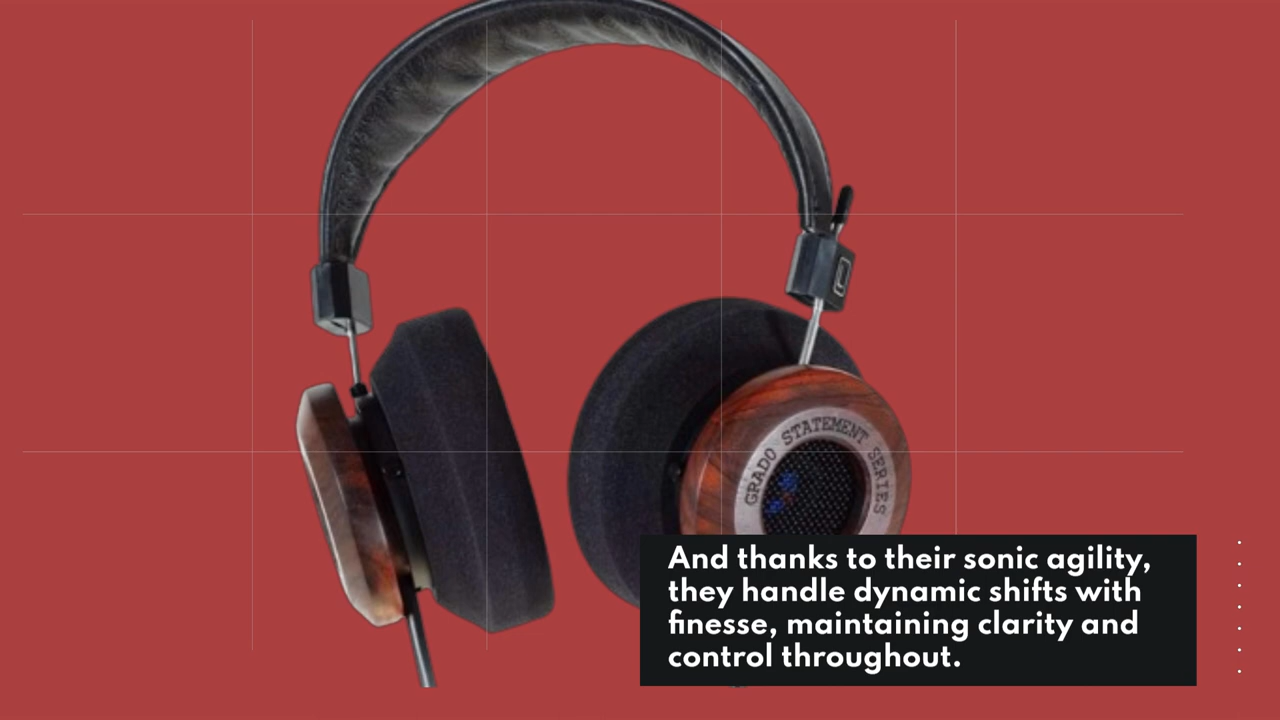 GRADO STATEMENT SERIES
And thanks to their sonic agility,
they handle dynamic shifts with
finesse, maintaining clarity and
control throughout.